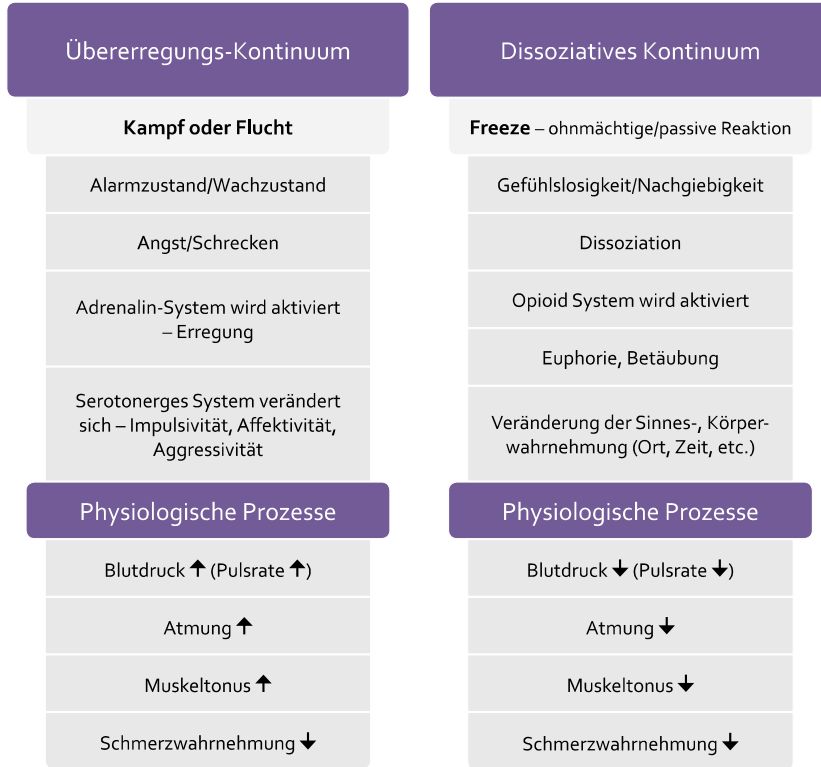 Übererregungs-Kontinuum
Kampf oder Flucht
Alarmzustand/Wachzustand
Angst/Schrecken
Adrenalin-System wird aktiviert
– Erregung
Serotonerges System verändert
sich – Impulsivität, Affektivität,
Aggressivität
Physiologische Prozesse
Blutdruck ↑ (Pulsrate ↑)
Atmung ↑
Muskeltonus ↑
Schmerzwahrnehmung ↓
Dissoziatives Kontinuum
Freeze – ohnmächtige/passive Reaktion
Gefühlslosigkeit/Nachgiebigkeit
Dissoziation
Opioid System wird aktiviert
Euphorie, Betäubung
Veränderung der Sinnes-, Körper-
wahrnehmung (Ort, Zeit, etc.)
Physiologische Prozesse
Blutdruck ↓ (Pulsrate ↓)
Atmung ↓
Muskeltonus ↓
Schmerzwahrnehmung ↓